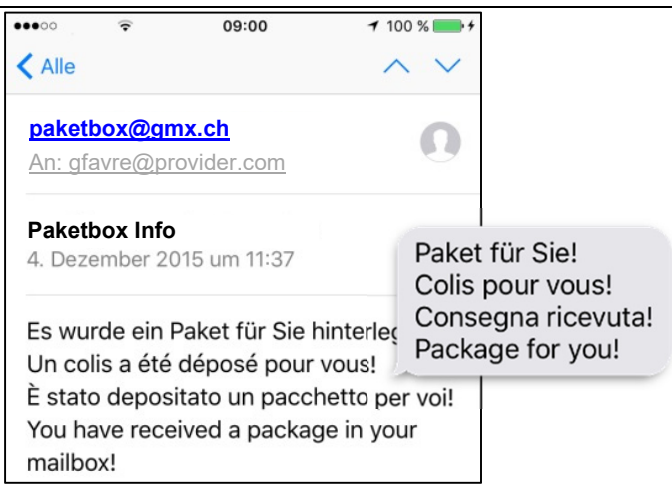 09:00
100 %
Alle
paketbox@gmx.ch
An: gfavre@provider.com
Paketbox Info
4. Dezember 2015 um 11:37
Es wurde ein Paket für Sie hinterleg
Un colis a été déposé pour vous!
È stato depositato un pacchetto per voi!
You have received a package in your
mailbox!
Paket für Sie!
Colis pour vous!
Consegna ricevuta!
Package for you!